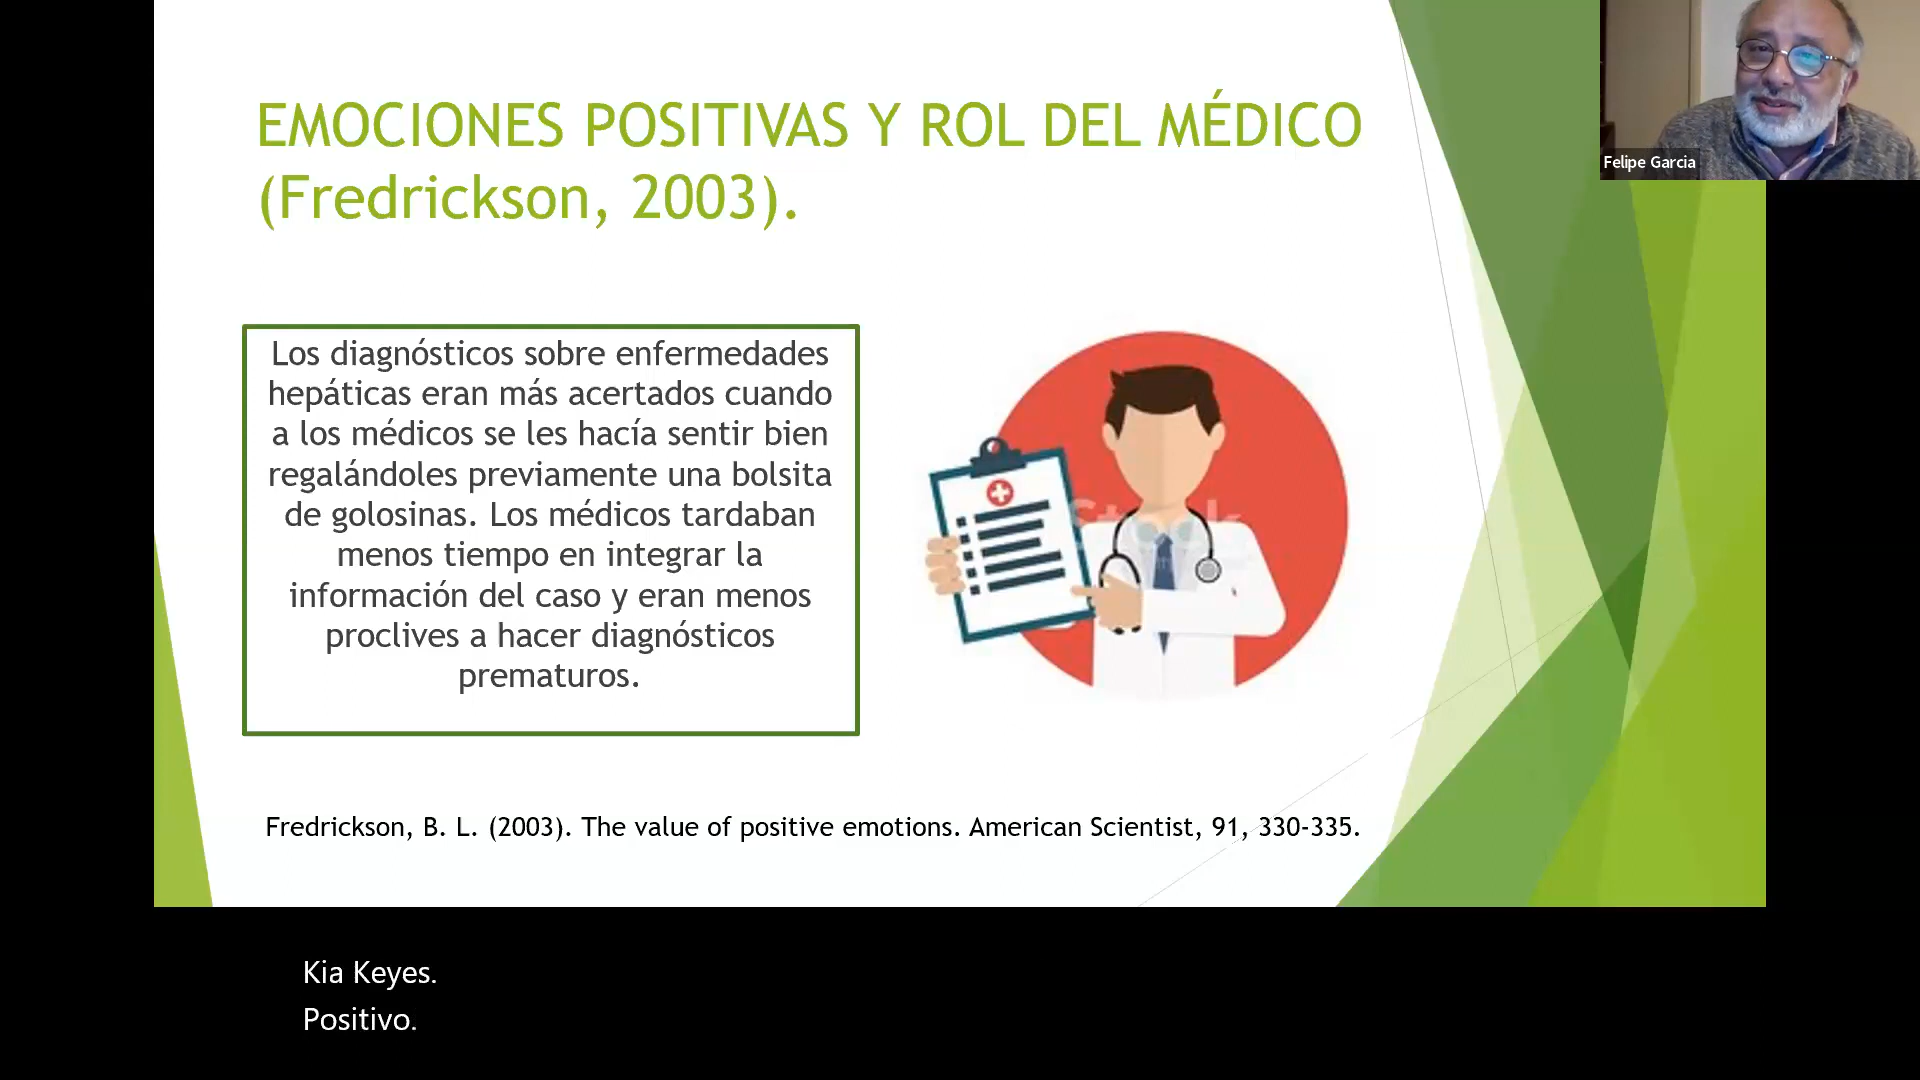 EMOCIONES POSITIVAS Y ROL DEL MÉDICO
(Fredrickson, 2003).
Felipe Garcia
Los diagnósticos sobre enfermedades
hepáticas eran más acertados cuando
a los médicos se les hacía sentir bien
regalándoles previamente una bolsita
de golosinas. Los médicos tardaban
menos tiempo en integrar la
información del caso y eran menos
proclives a hacer diagnósticos
prematuros.
Fredrickson, B. L. (2003). The value of positive emotions. American Scientist, 91, 330-335.
Kia Keyes.
Positivo.